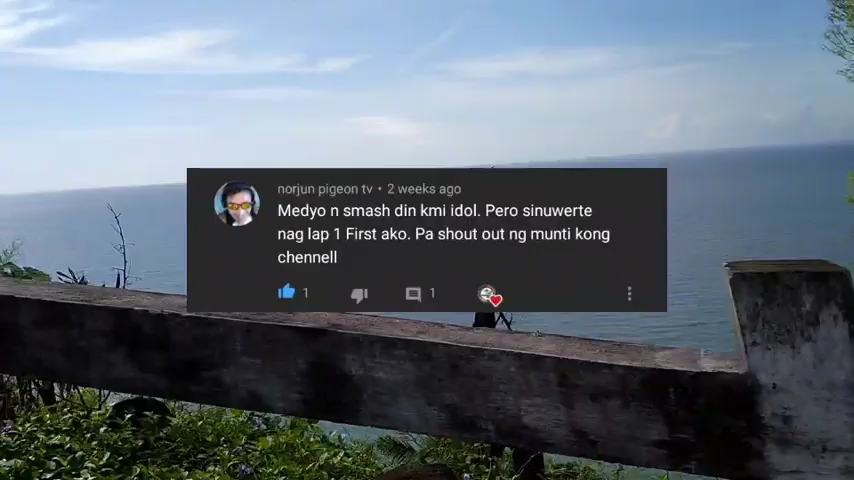 norjun pigeon tv • 2 weeks ago
Medyo n smash din kmi idol. Pero sinuwerte
nag lap 1 First ako. Pa shout out ng munti kong
chennell
1
1